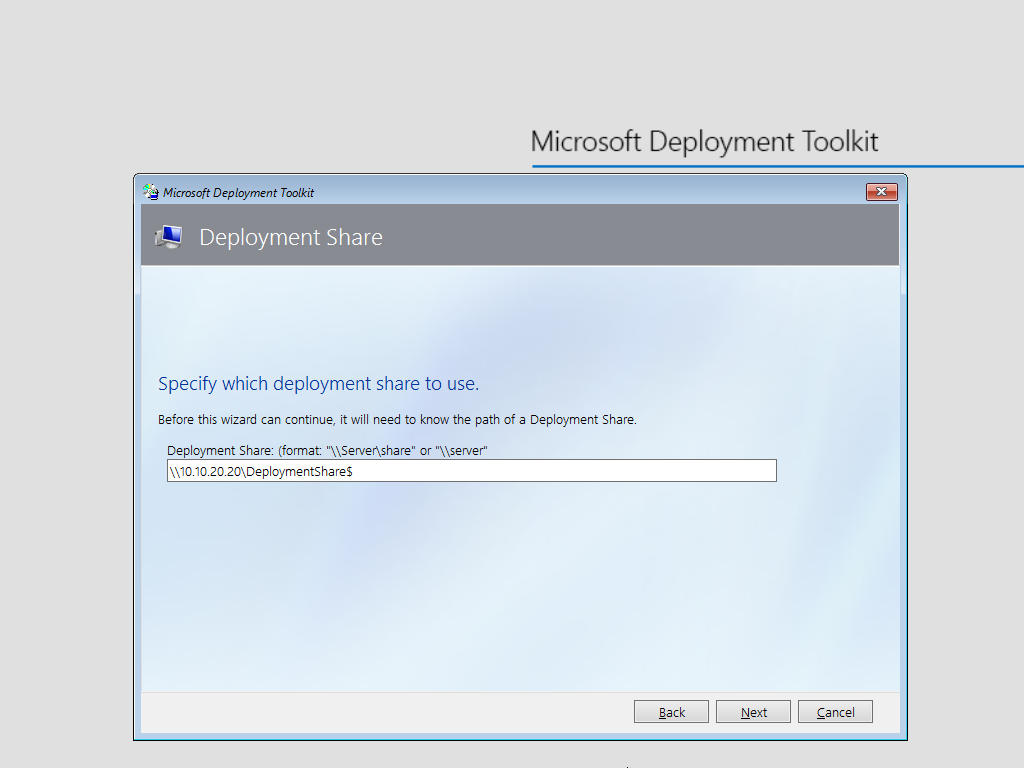 Microsoft Deployment Toolkit
Microsoft Deployment Toolkit
Deployment Share
Specify which deployment share to use.
Before this wizard can continue, it will need to know the path of a Deployment Share.
Deployment Share: (format: "\\Server\share" or "\\server"
\\10.10.20.20\DeploymentShare$
Back Next Cancel